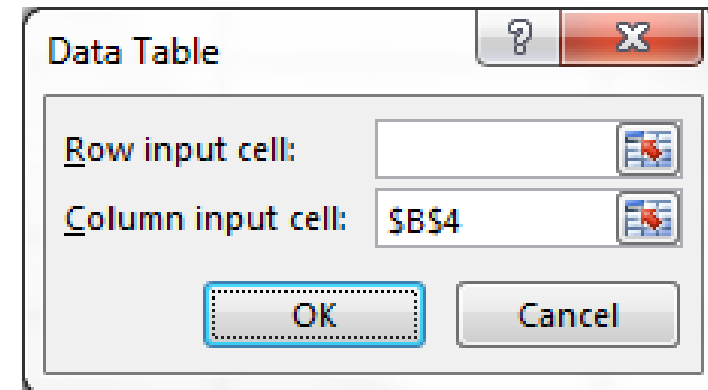 Data Table ?
Row input cell:
Column input cell: $B$4
OK Cancel